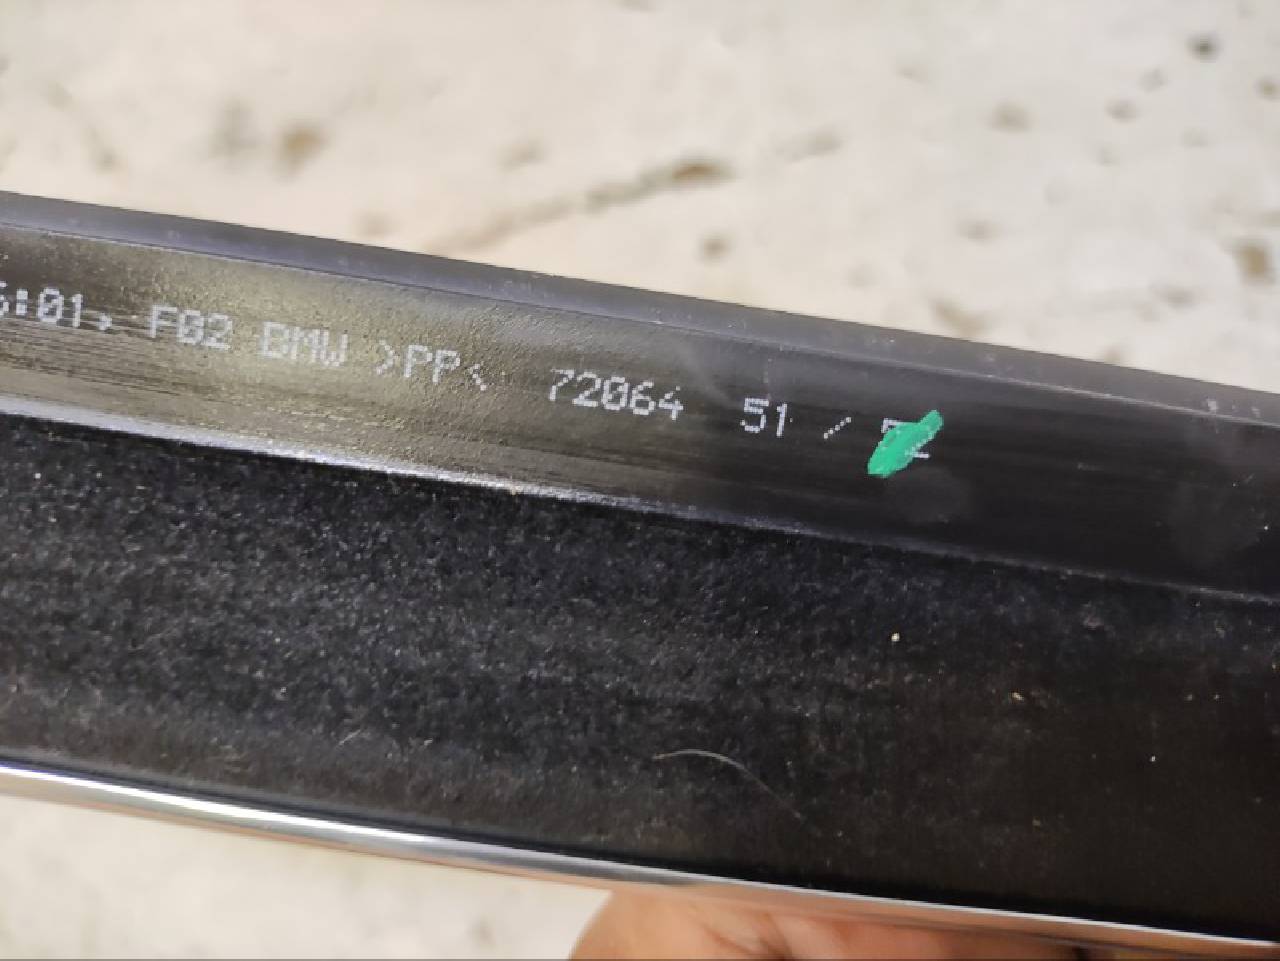 :01, F02 BMW >PP< 72064 51 /